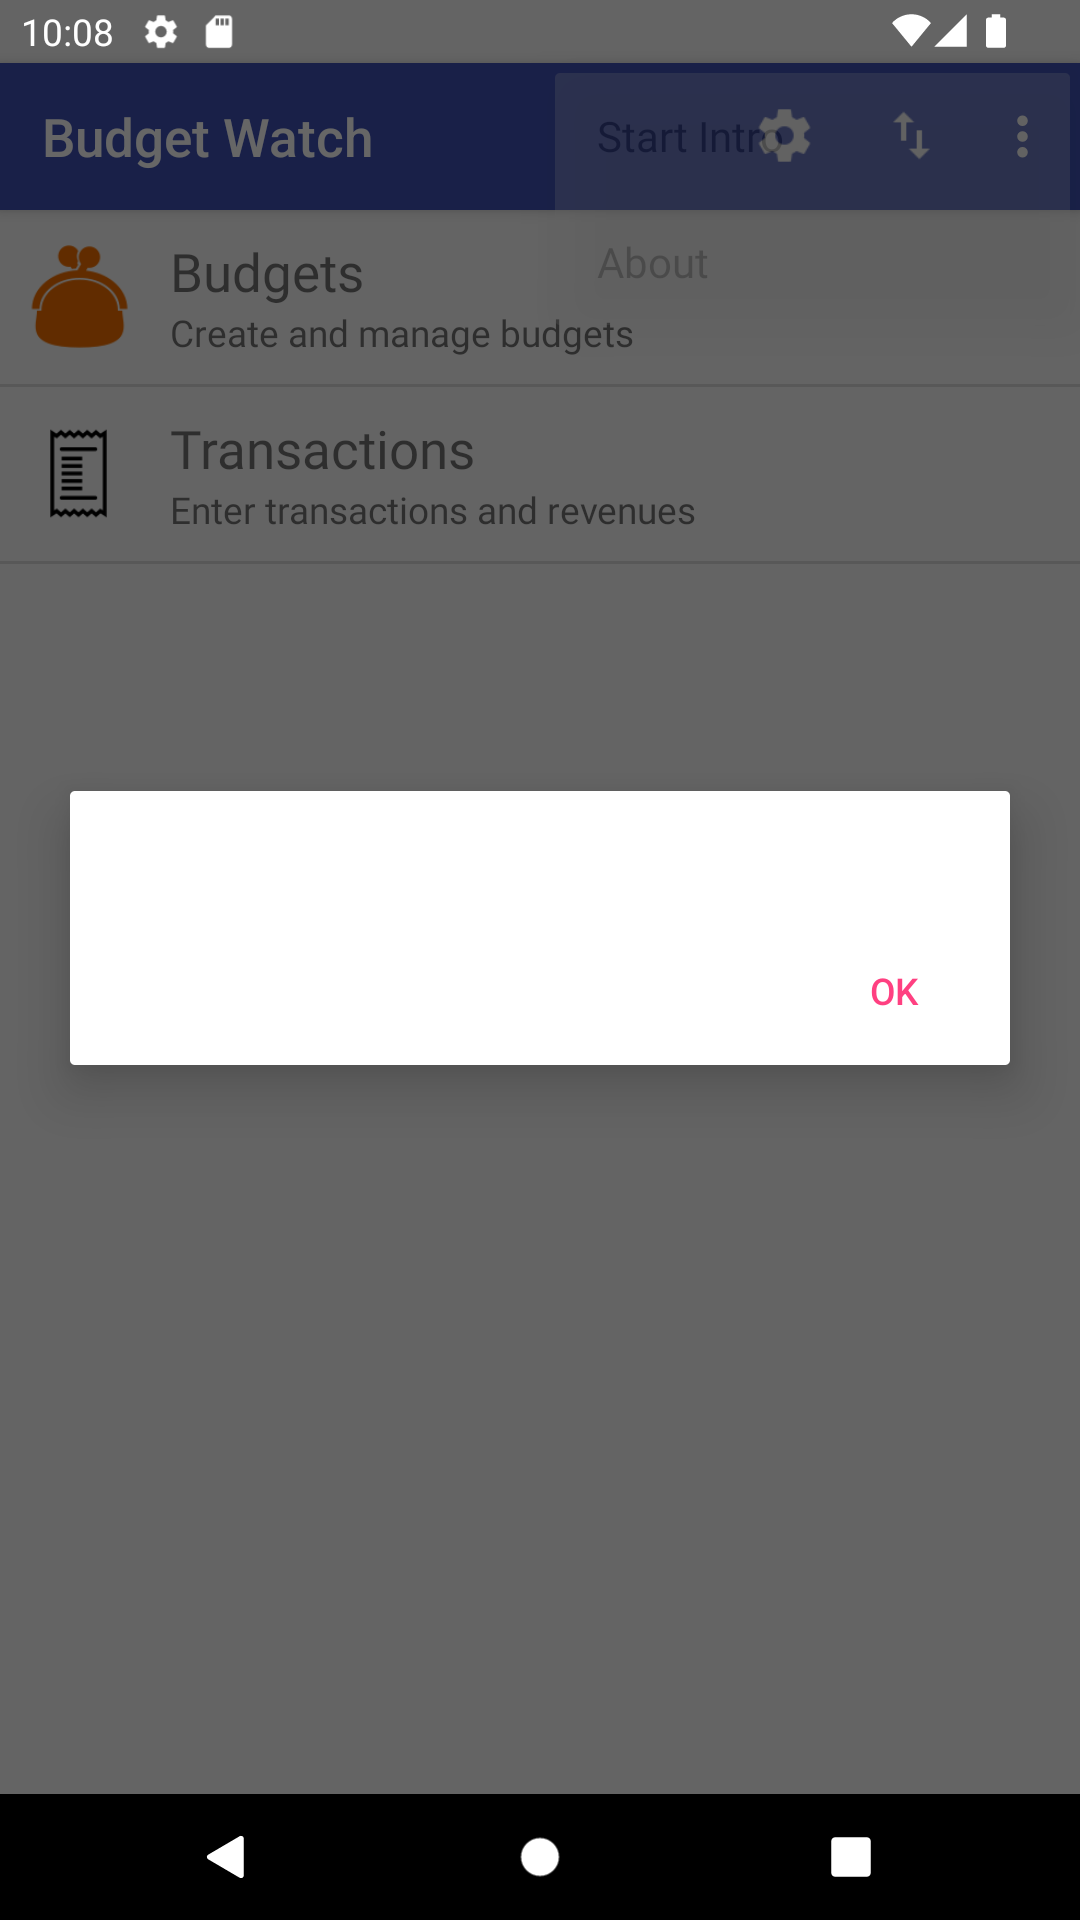 10:08
Budget Watch
Start Intro
About
Budgets
Create and manage budgets
Transactions
Enter transactions and revenues
OK